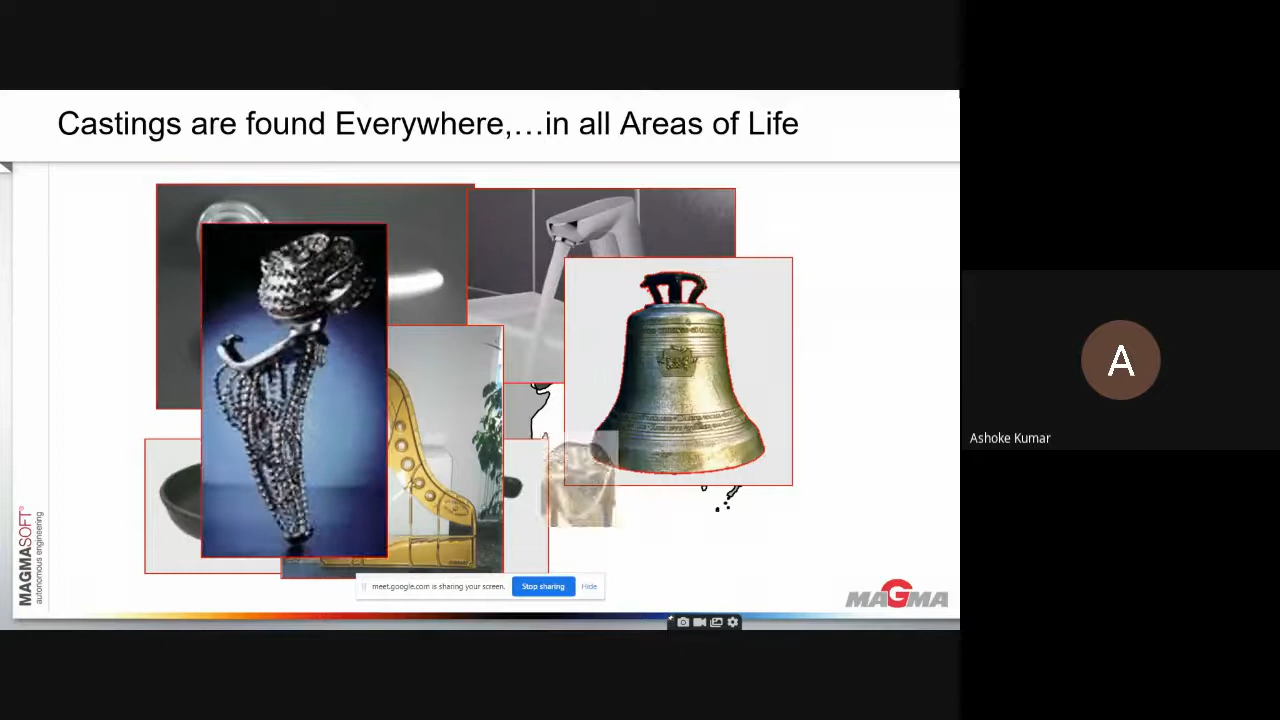 Castings are found Everywhere,…in all Areas of Life
A
Ashoke Kumar
MAGMASOFT®
autonomous engineering
meet.google.com is sharing your screen.
Stop sharing
Hide
MAGMA